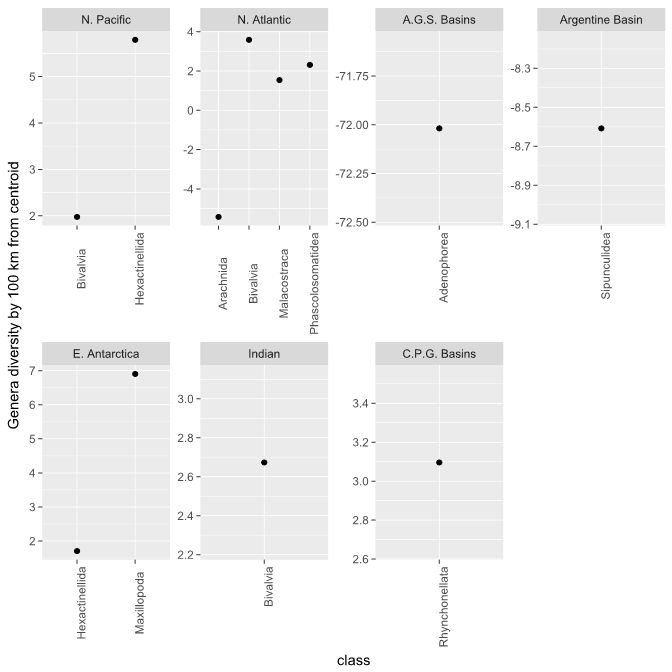 Genera diversity by 100 km from centroid
N. Pacific
5
4
3
2
Bivalvia
Hexactinellida
N. Atlantic
4
2
0
-2
-4
Arachnida
Bivalvia
Malacostraca
Phascolosomatidea
A.G.S. Basins
-71.75
-72.00
-72.25
-72.50
Adenophorea
Argentine Basin
-8.3
-8.5
-8.7
-8.9
-9.1
Sipunculidea
E. Antarctica
7
6
5
4
3
2
Hexactinellida
Maxillopoda
Indian
3.0
2.8
2.6
2.4
2.2
Bivalvia
C.P.G. Basins
3.4
3.2
3.0
2.8
2.6
Rhynchonellata
class